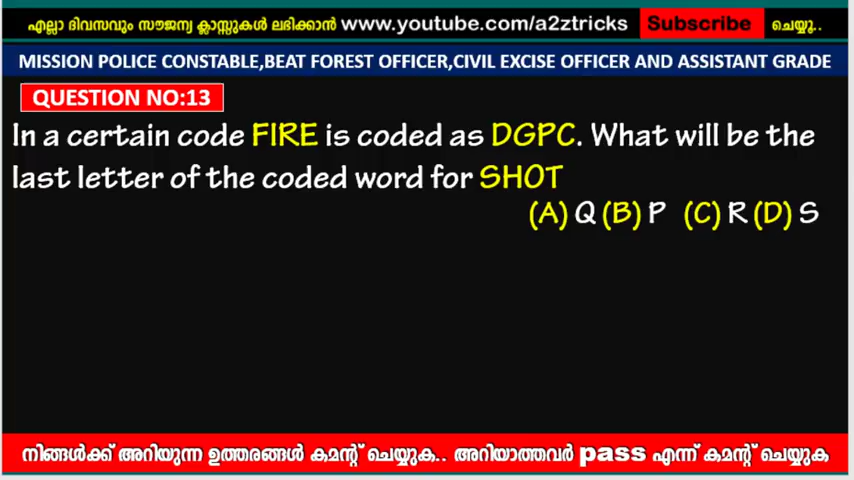 എല്ലാ ദിവസവും സൗജന്യ ക്ലാസ്സുകൾ ലഭിക്കാൻ www.youtube.com/a2ztricks Subscribe ചെയ്യൂ..
MISSION POLICE CONSTABLE,BEAT FOREST OFFICER,CIVIL EXCISE OFFICER AND ASSISTANT GRADE
QUESTION NO:13
In a certain code FIRE is coded as DGPC. What will be the
last letter of the coded word for SHOT
(A) Q (B) P (C) R (D) S
നിങ്ങൾക്ക് അറിയുന്ന ഉത്തരങ്ങൾ കമന്റ് ചെയ്യുക.. അറിയാത്തവർ pass എന്ന് കമന്റ് ചെയ്യുക